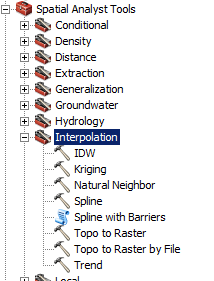 Spatial Analyst Tools
Conditional
Density
Distance
Extraction
Generalization
Groundwater
Hydrology
Interpolation
IDW
Kriging
Natural Neighbor
Spline
Spline with Barriers
Topo to Raster
Topo to Raster by File
Trend
Local